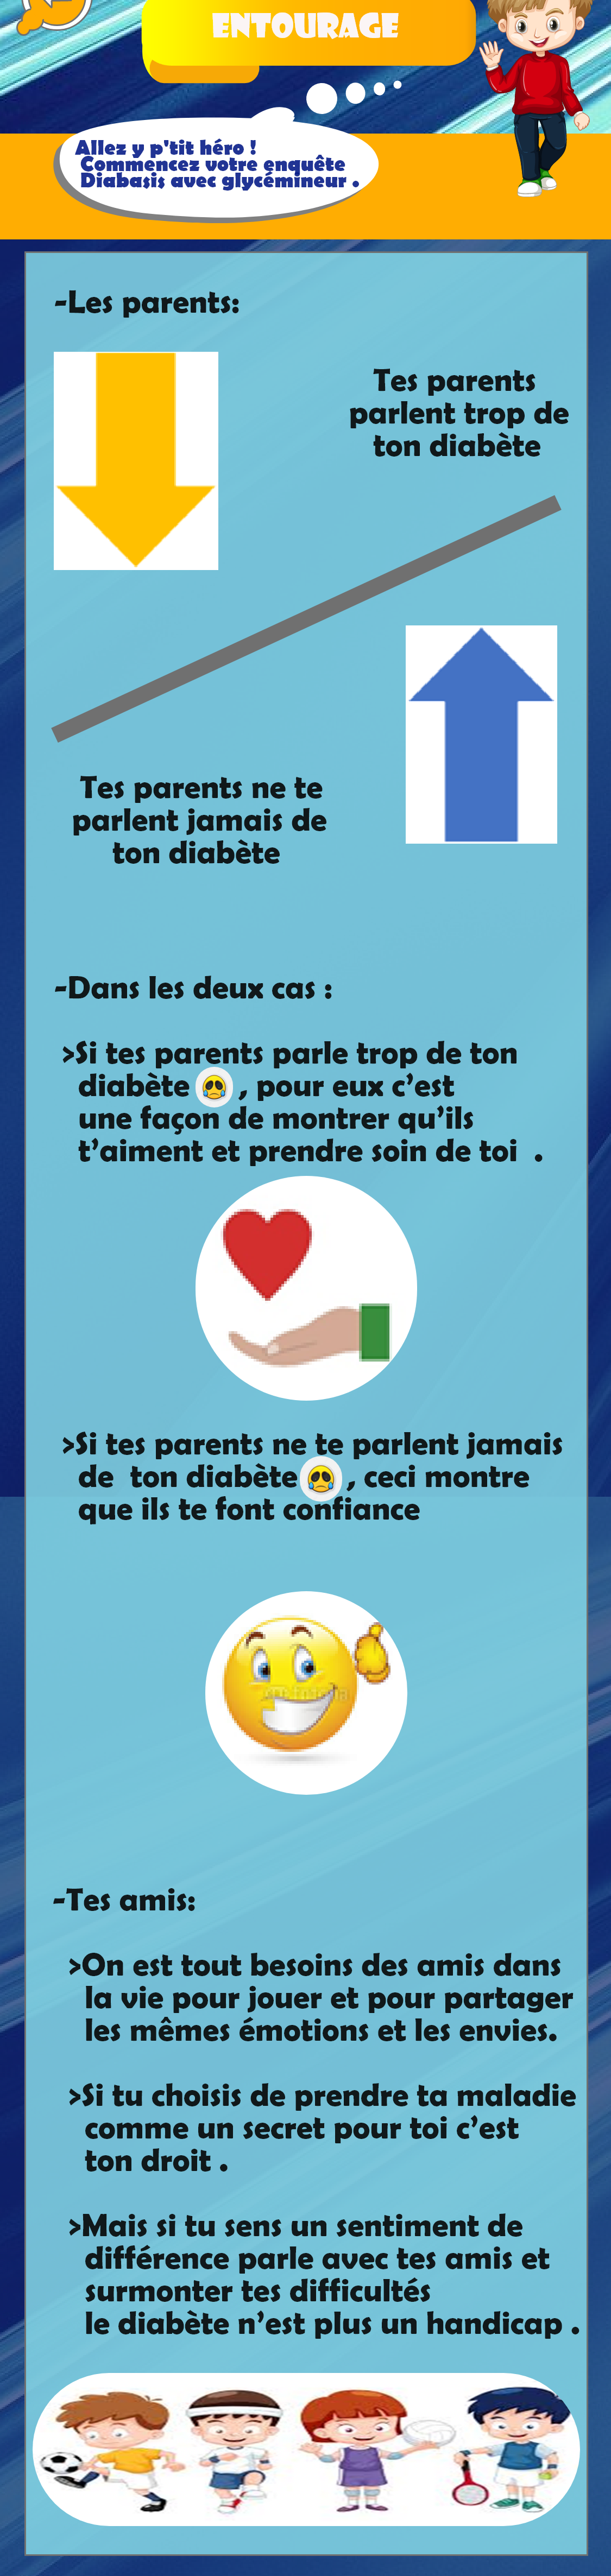 ENTOURAGE
Allez y p'tit héro !
Commencez votre enquête
Diabasis avec glycémineur .
-Les parents:
Tes parents
parlent trop de
ton diabète
Tes parents ne te
parlent jamais de
ton diabète
-Dans les deux cas :
>Si tes parents parle trop de ton
diabète , pour eux c’est
une façon de montrer qu’ils
t’aiment et prendre soin de toi .
>Si tes parents ne te parlent jamais
de ton diabète , ceci montre
que ils te font confiance
-Tes amis:
>On est tout besoins des amis dans
la vie pour jouer et pour partager
les mêmes émotions et les envies.
>Si tu choisis de prendre ta maladie
comme un secret pour toi c’est
ton droit .
>Mais si tu sens un sentiment de
différence parle avec tes amis et
surmonter tes difficultés
le diabète n’est plus un handicap .